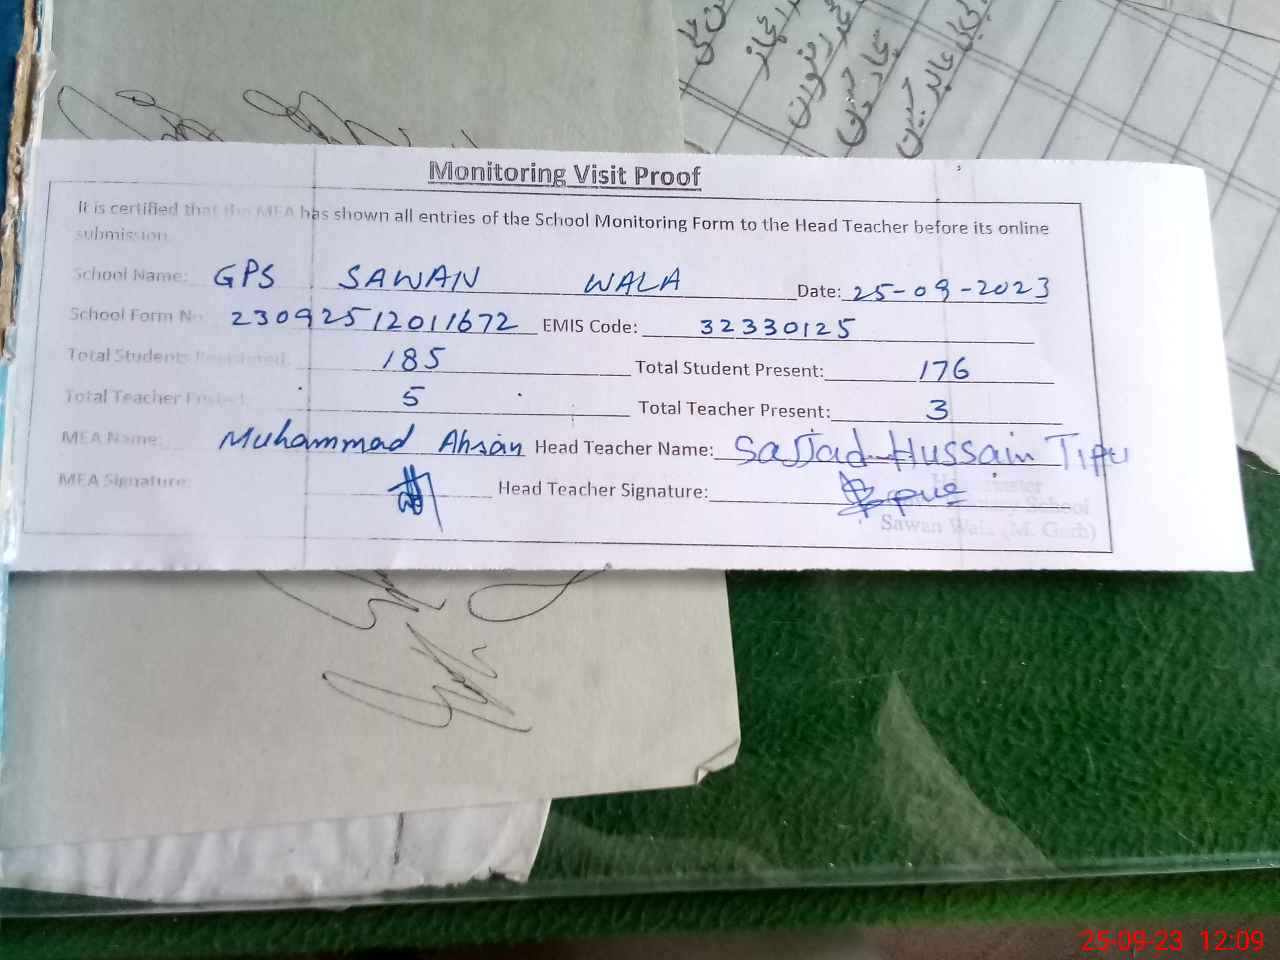 Monitoring Visit Proof
It is certified that the MEA has shown all entries of the School Monitoring Form to the Head Teacher before its online
submission.
School Name: GPS SAWAN WALA Date: 25-09-2023
School Form No 23092512011672 EMIS Code: 32330125
Total Students Registered: 185 Total Student Present: 176
Total Teacher Posted: 5 Total Teacher Present: 3
MEA Name: Muhammad Ahsan Head Teacher Name: Sajjad Hussain Tipu
MEA Signature: Head Teacher Signature:
School
Sawan Wala (M. Garh)
25-09-23 12:09